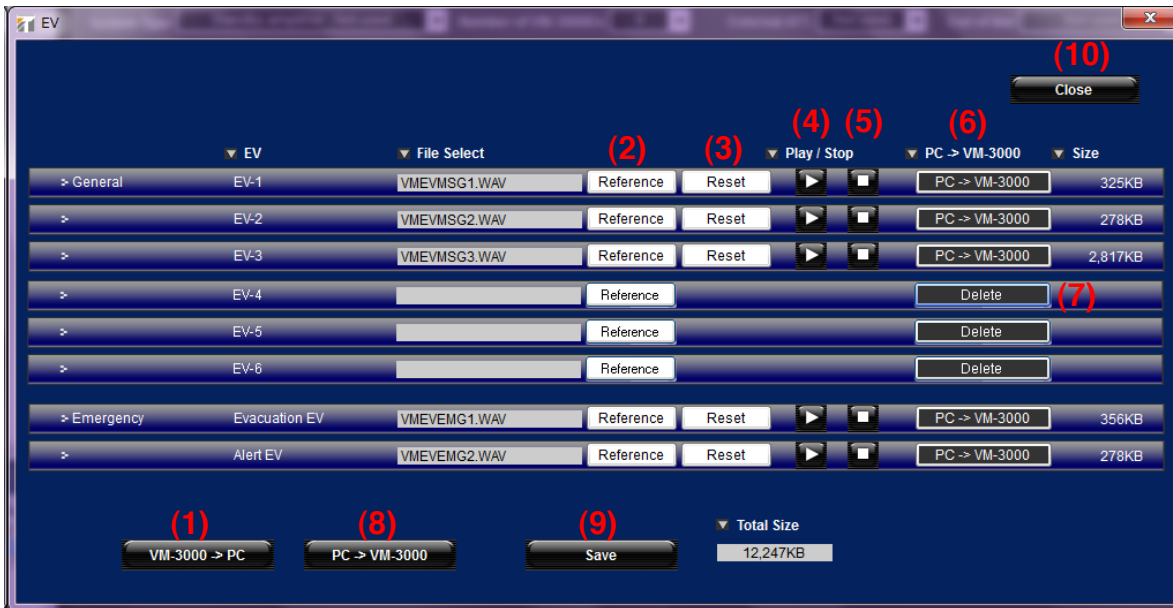 EV
(10)
Close
(4) (5)
(2) (3) (6)
EV File Select Play / Stop PC -> VM-3000 Size
> General EV-1 VMEVMSG1.WAV Reference Reset PC -> VM-3000 325KB
> EV-2 VMEVMSG2.WAV Reference Reset PC -> VM-3000 278KB
> EV-3 VMEVMSG3.WAV Reference Reset PC -> VM-3000 2,817KB
> EV-4 Reference Delete (7)
> EV-5 Reference Delete
> EV-6 Reference Delete
> Emergency Evacuation EV VMEVEMG1.WAV Reference Reset PC -> VM-3000 356KB
> Alert EV VMEVEMG2.WAV Reference Reset PC -> VM-3000 278KB
(1) (8) (9) Total Size
VM-3000 -> PC PC -> VM-3000 Save 12,247KB